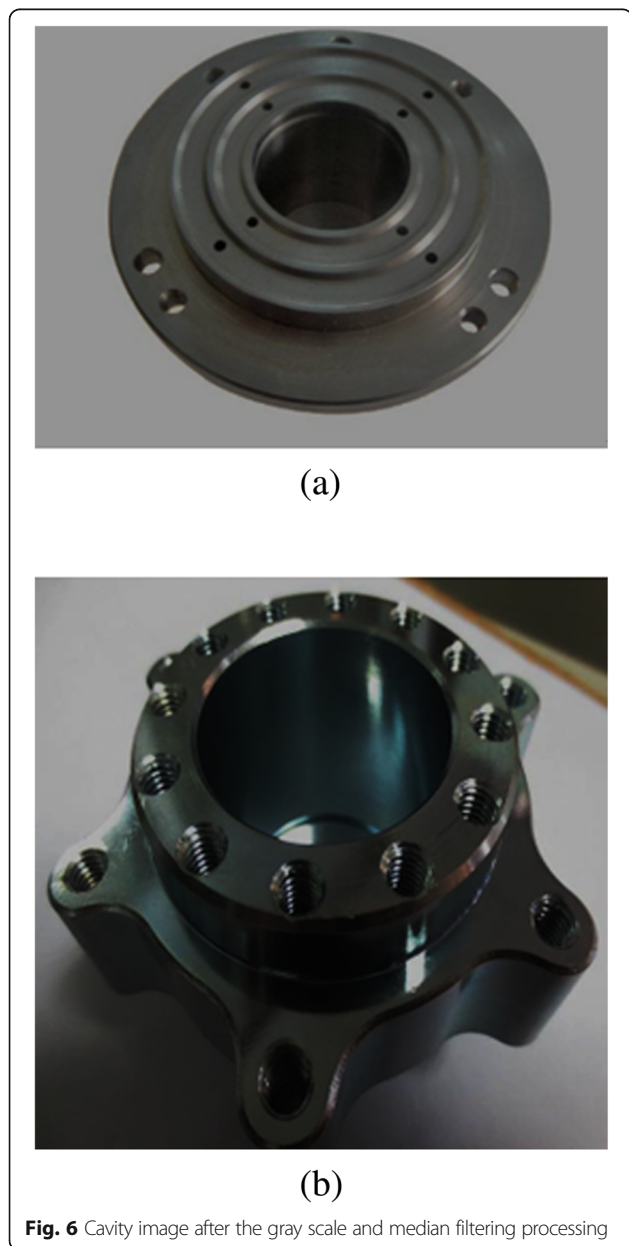 (a)
(b)
Fig. 6 Cavity image after the gray scale and median filtering processing